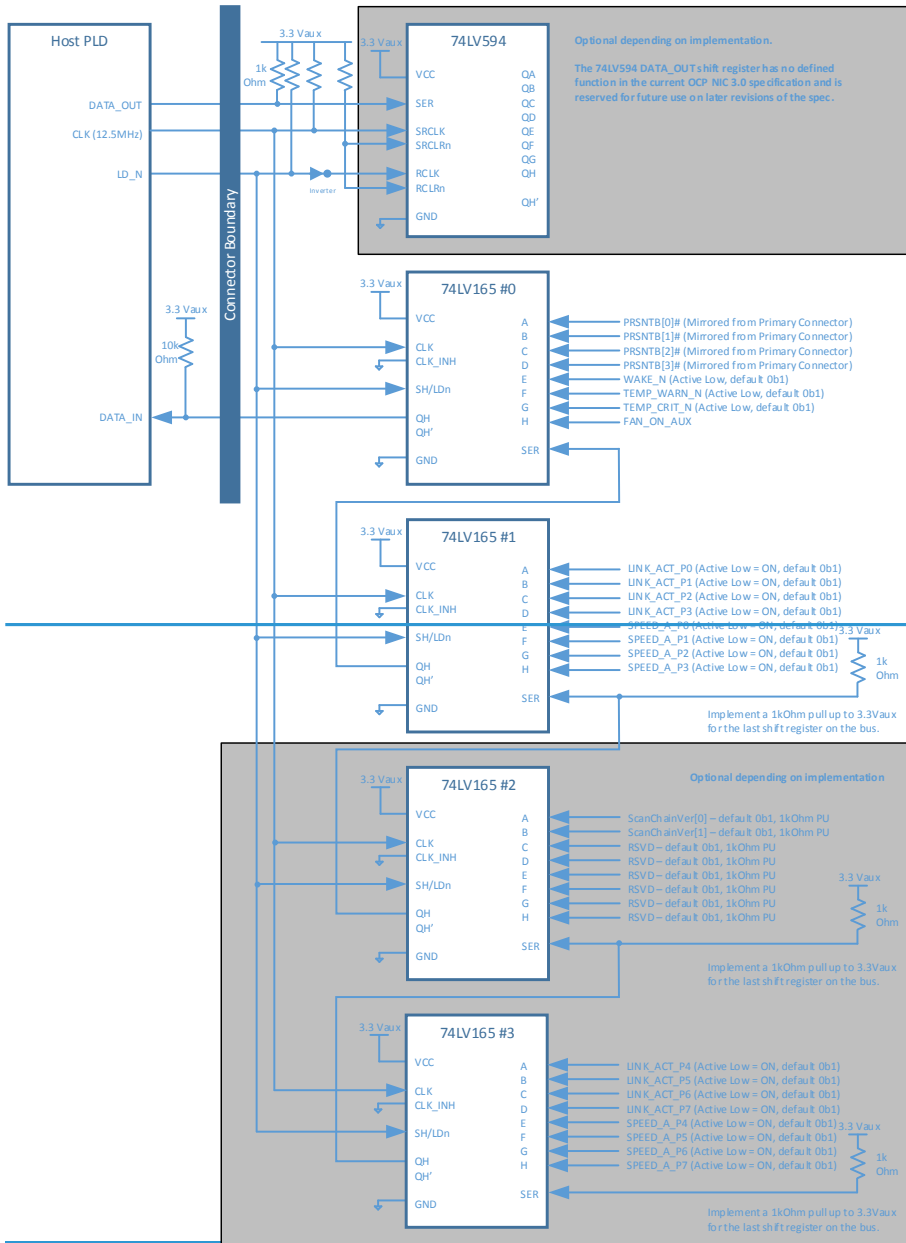 Host PLD
DATA_OUT
CLK (12.5MHz)
LD_N
DATA_IN
Connector Boundary
3.3 Vaux
1k
Ohm
Inverter
3.3 Vaux
10k
Ohm
3.3 Vaux
74LV594
VCC
SER
SRCLK
SRCLRn
RCLK
RCLRn
GND
QA
QB
QC
QD
QE
QF
QG
QH
QH'
Optional depending on implementation.
The 74LV594 DATA_OUT shift register has no defined
function in the current OCP NIC 3.0 specification and is
reserved for future use on later revisions of the spec.
3.3 Vaux
74LV165 #0
VCC
CLK
CLK_INH
SH/LDn
QH
QH'
GND
A
B
C
D
E
F
G
H
SER
PRSNTB[0]# (Mirrored from Primary Connector)
PRSNTB[1]# (Mirrored from Primary Connector)
PRSNTB[2]# (Mirrored from Primary Connector)
PRSNTB[3]# (Mirrored from Primary Connector)
WAKE_N (Active Low, default 0b1)
TEMP_WARN_N (Active Low, default 0b1)
TEMP_CRIT_N (Active Low, default 0b1)
FAN_ON_AUX
3.3 Vaux
74LV165 #1
VCC
CLK
CLK_INH
SH/LDn
QH
QH'
GND
A
B
C
D
E
F
G
H
SER
LINK_ACT_P0 (Active Low = ON, default 0b1)
LINK_ACT_P1 (Active Low = ON, default 0b1)
LINK_ACT_P2 (Active Low = ON, default 0b1)
LINK_ACT_P3 (Active Low = ON, default 0b1)
SPEED_A_P0 (Active Low = ON, default 0b1)
SPEED_A_P1 (Active Low = ON, default 0b1)
SPEED_A_P2 (Active Low = ON, default 0b1)
SPEED_A_P3 (Active Low = ON, default 0b1)
3.3 Vaux
1k
Ohm
Implement a 1kOhm pull up to 3.3Vaux
for the last shift register on the bus.
Optional depending on implementation
3.3 Vaux
74LV165 #2
VCC
CLK
CLK_INH
SH/LDn
QH
QH'
GND
A
B
C
D
E
F
G
H
SER
ScanChainVer[0] – default 0b1, 1kOhm PU
ScanChainVer[1] – default 0b1, 1kOhm PU
RSVD – default 0b1, 1kOhm PU
RSVD – default 0b1, 1kOhm PU
RSVD – default 0b1, 1kOhm PU
RSVD – default 0b1, 1kOhm PU
RSVD – default 0b1, 1kOhm PU
RSVD – default 0b1, 1kOhm PU
3.3 Vaux
1k
Ohm
Implement a 1kOhm pull up to 3.3Vaux
for the last shift register on the bus.
3.3 Vaux
74LV165 #3
VCC
CLK
CLK_INH
SH/LDn
QH
QH'
GND
A
B
C
D
E
F
G
H
SER
LINK_ACT_P4 (Active Low = ON, default 0b1)
LINK_ACT_P5 (Active Low = ON, default 0b1)
LINK_ACT_P6 (Active Low = ON, default 0b1)
LINK_ACT_P7 (Active Low = ON, default 0b1)
SPEED_A_P4 (Active Low = ON, default 0b1)
SPEED_A_P5 (Active Low = ON, default 0b1)
SPEED_A_P6 (Active Low = ON, default 0b1)
SPEED_A_P7 (Active Low = ON, default 0b1)
3.3 Vaux
1k
Ohm
Implement a 1kOhm pull up to 3.3Vaux
for the last shift register on the bus.